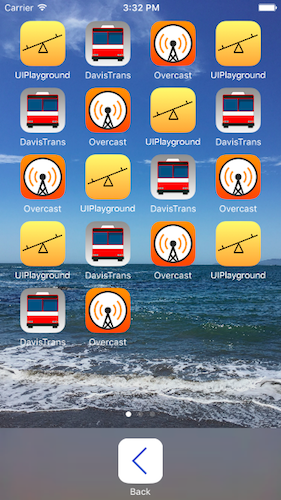 Carrier 3:32 PM
UIPlayground DavisTrans Overcast UIPlayground
DavisTrans Overcast UIPlayground DavisTrans
Overcast UIPlayground DavisTrans Overcast
UIPlayground DavisTrans Overcast UIPlayground
DavisTrans Overcast
Back